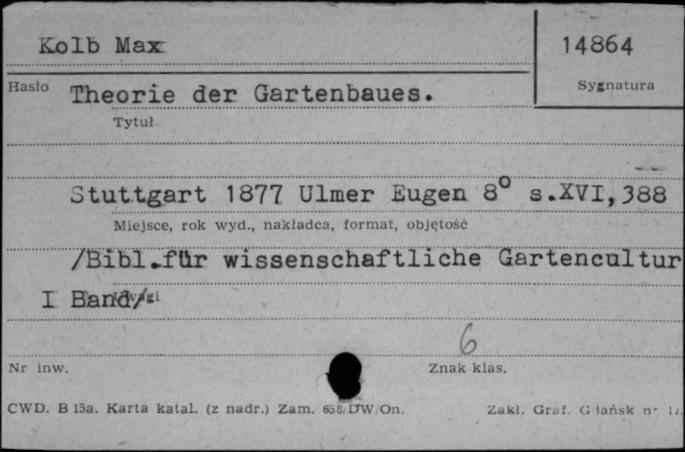 Kolb Max 14864
Hasło Sygnatura
Theorie der Gartenbaues.
Tytuł
Stuttgart 1877 Ulmer Eugen 8° s.XVI,388
Miejsce, rok wyd., nakładca, format, objętość
/Bibl.für wissenschaftliche Gartencultur
I Band/
6
Nr inw. Znak klas.
CWD. B 15a. Karta katal. (z nadr.) Zam. 658/DW/On. Zakł. Graf. Gdańsk nr